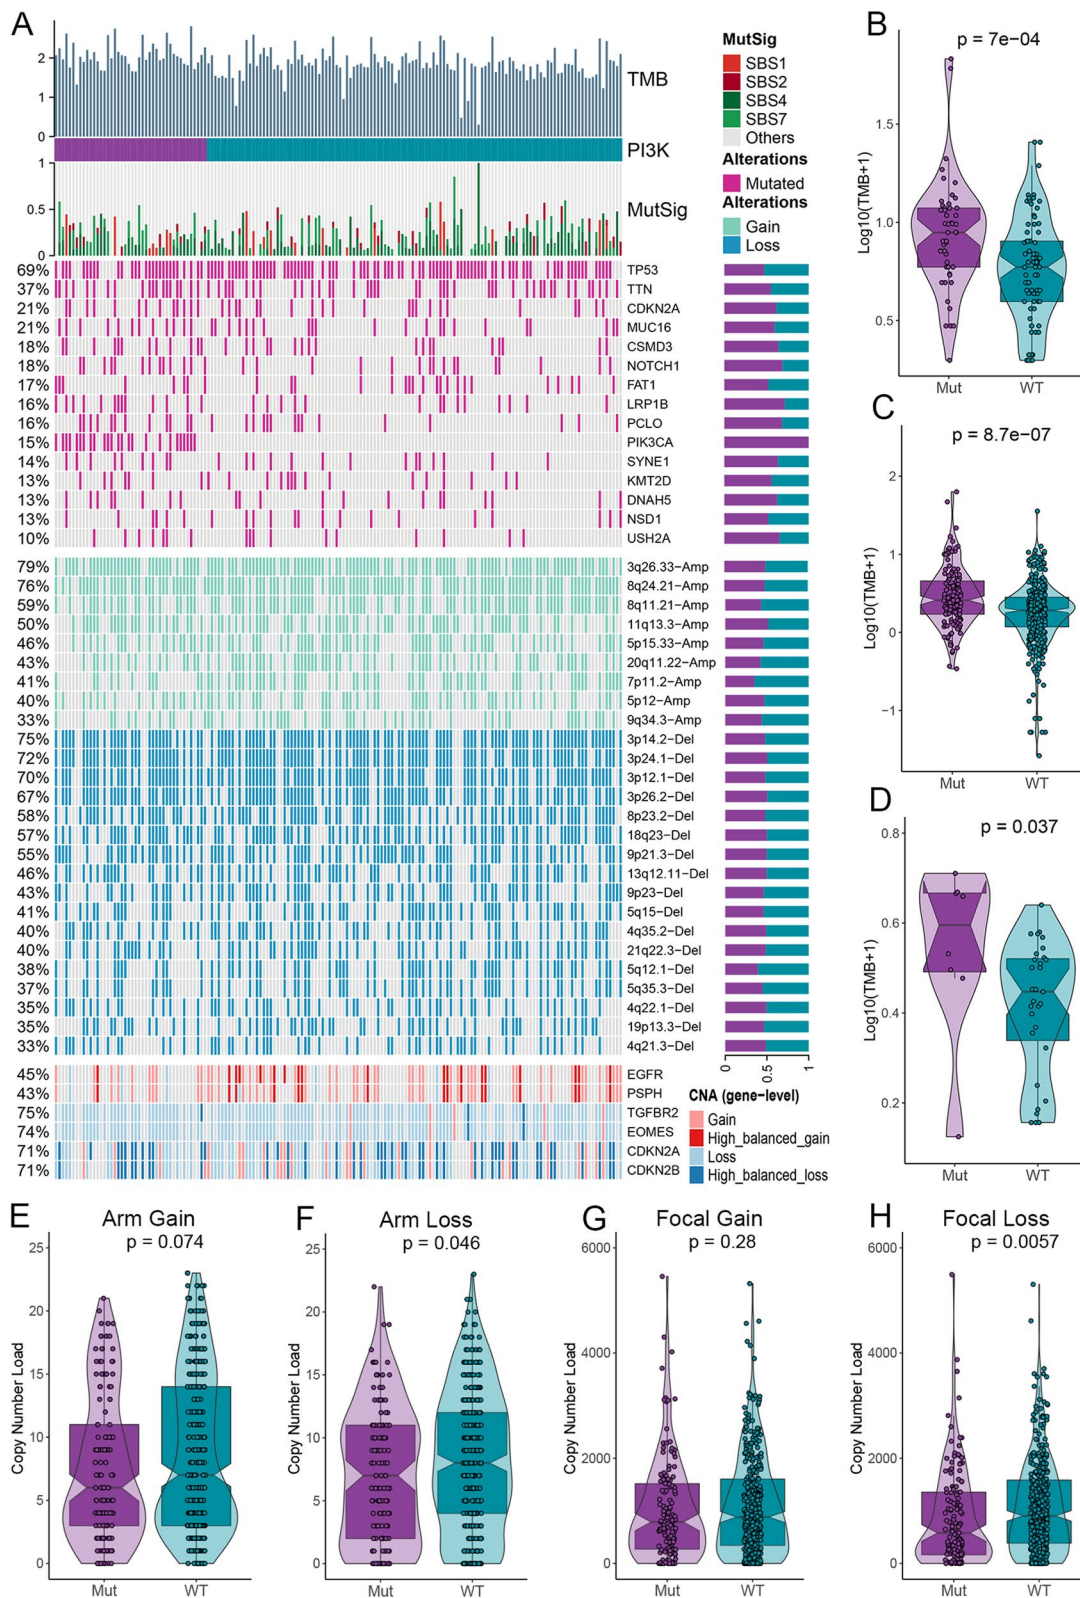 A
TMB
2
1
0
PI3K
MutSig
1
0.5
0
MutSig
SBS1
SBS2
SBS4
SBS7
Others
Alterations
Mutated
Alterations
Gain
Loss
69% TP53
37% TTN
21% CDKN2A
21% MUC16
18% CSMD3
18% NOTCH1
17% FAT1
16% LRP1B
16% PCLO
15% PIK3CA
14% SYNE1
13% KMT2D
13% DNAH5
13% NSD1
10% USH2A
79% 3q26.33-Amp
76% 8q24.21-Amp
59% 8q11.21-Amp
50% 11q13.3-Amp
46% 5p15.33-Amp
43% 20q11.22-Amp
41% 7p11.2-Amp
40% 5p12-Amp
33% 9q34.3-Amp
75% 3p14.2-Del
72% 3p24.1-Del
70% 3p12.1-Del
67% 3p26.2-Del
58% 8p23.2-Del
57% 18q23-Del
55% 9p21.3-Del
46% 13q12.11-Del
43% 9p23-Del
41% 5q15-Del
40% 4q35.2-Del
40% 21q22.3-Del
38% 5q12.1-Del
37% 5q35.3-Del
35% 4q22.1-Del
35% 19p13.3-Del
33% 4q21.3-Del
0 0.5 1
45% EGFR
43% PSPH
75% TGFBR2
74% EOMES
71% CDKN2A
71% CDKN2B
CNA (gene-level)
Gain
High_balanced_gain
Loss
High_balanced_loss
B
p = 7e-04
Log10(TMB+1)
1.5
1.0
0.5
Mut WT
C
p = 8.7e-07
Log10(TMB+1)
2
1
0
-1
Mut WT
D
p = 0.037
Log10(TMB+1)
0.8
0.6
0.4
0.2
Mut WT
E
Arm Gain
p = 0.074
Copy Number Load
25
20
15
10
5
0
Mut WT
F
Arm Loss
p = 0.046
Copy Number Load
25
20
15
10
5
0
Mut WT
G
Focal Gain
p = 0.28
Copy Number Load
6000
4000
2000
0
Mut WT
H
Focal Loss
p = 0.0057
Copy Number Load
6000
4000
2000
0
Mut WT